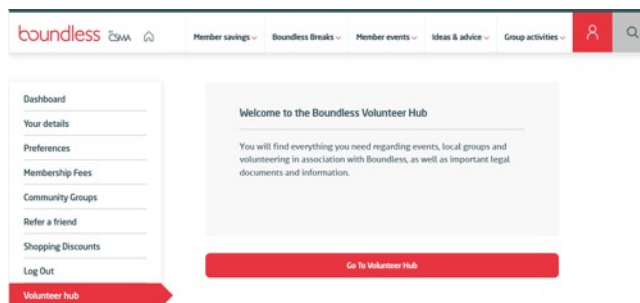 boundless by CSMA
Member savings
Boundless Breaks
Member events
Ideas & advice
Group activities
Dashboard
Your details
Preferences
Membership Fees
Community Groups
Refer a friend
Shopping Discounts
Log Out
Volunteer hub
Welcome to the Boundless Volunteer Hub
You will find everything you need regarding events, local groups and
volunteering in association with Boundless, as well as important legal
documents and information.
Go To Volunteer Hub